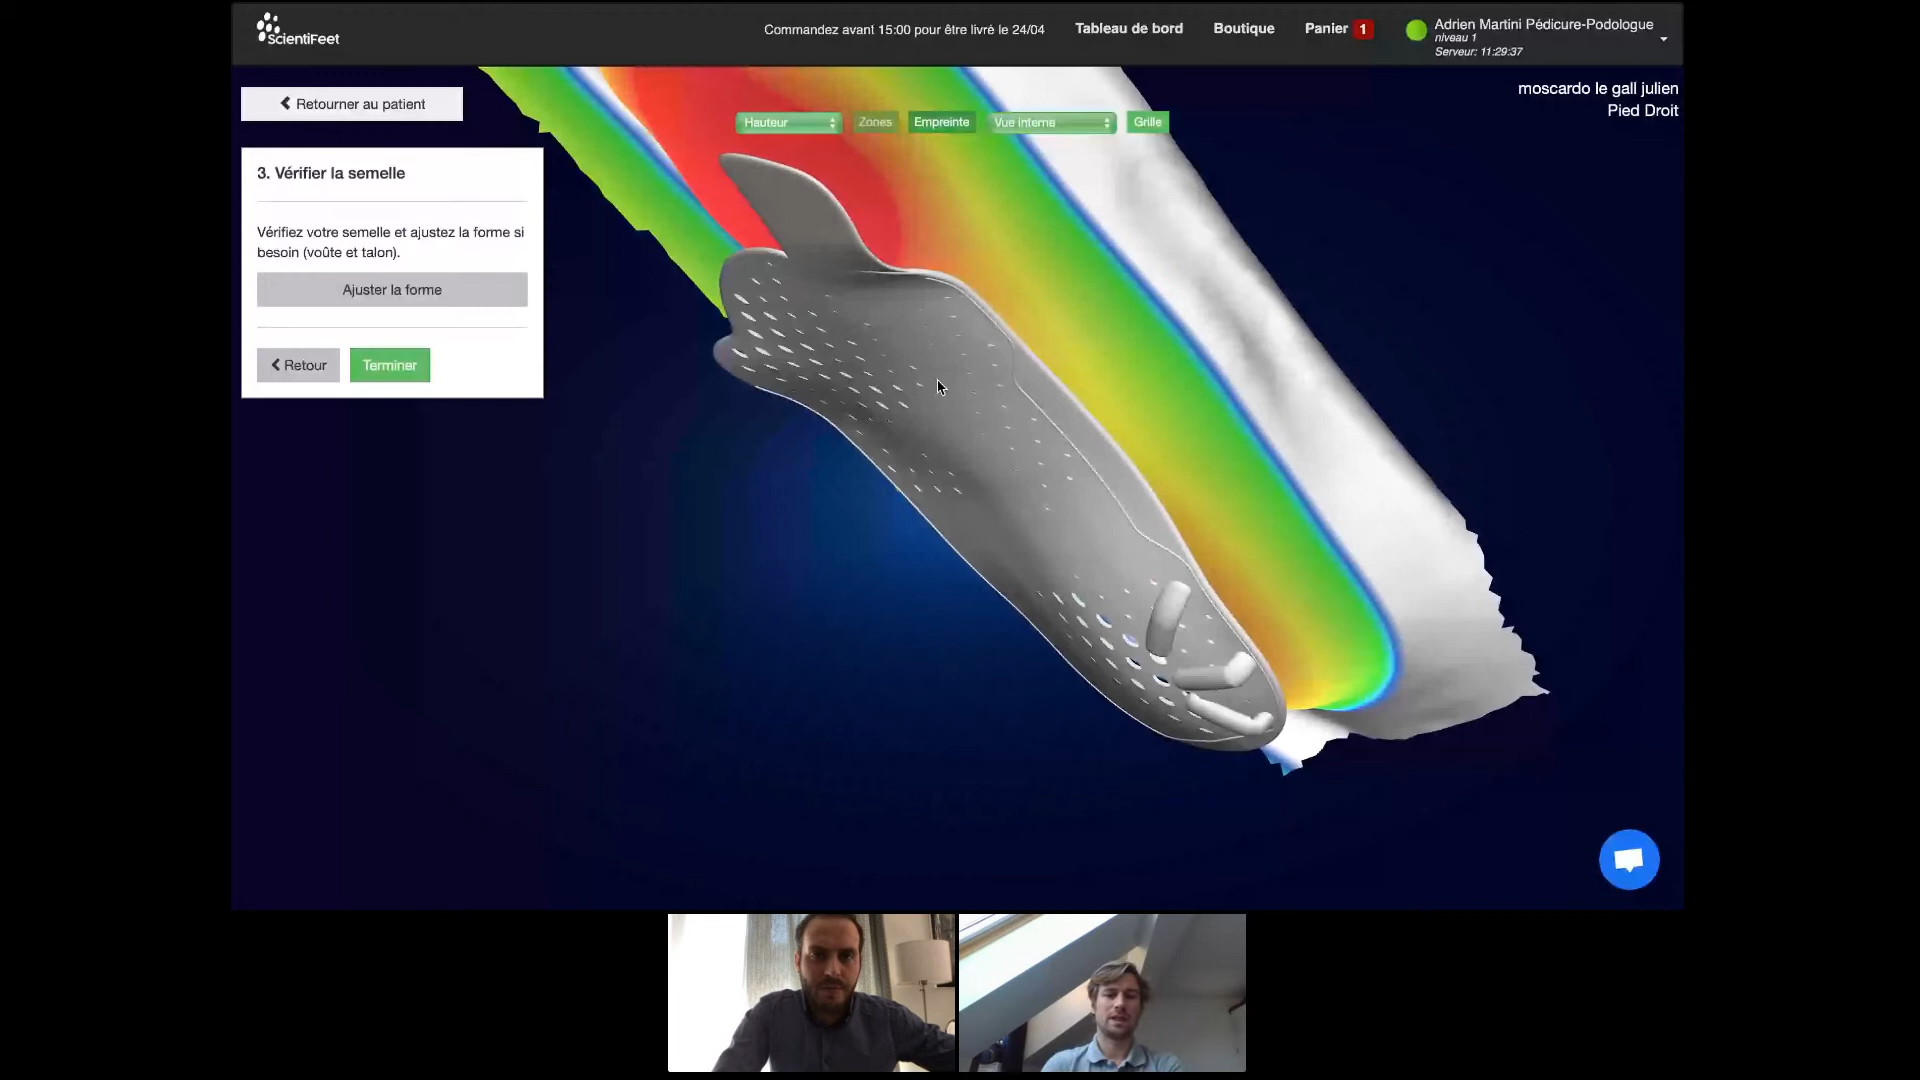 ScientiFeet
Commandez avant 15:00 pour être livré le 24/04
Tableau de bord
Boutique
Panier 1
Adrien Martini Pédicure-Podologue
niveau 1
Serveur: 11:29:37
Retourner au patient
moscardo le gall julien
Pied Droit
Hauteur
Zones
Empreinte
Vue interne
Grille
3. Vérifier la semelle
Vérifiez votre semelle et ajustez la forme si
besoin (voûte et talon).
Ajuster la forme
Retour
Terminer